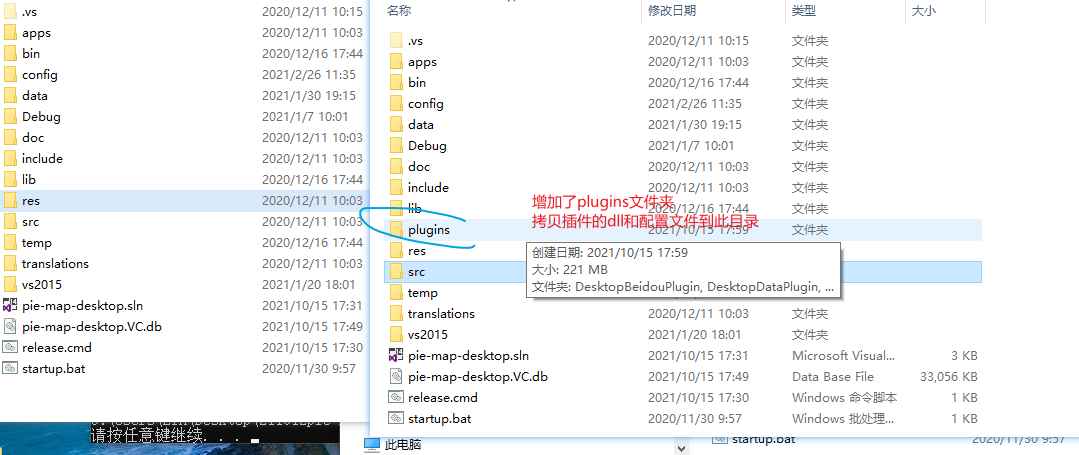 .vs 2020/12/11 10:15
apps 2020/12/11 10:03
bin 2020/12/16 17:44
config 2021/2/26 11:35
data 2021/1/30 19:15
Debug 2021/1/7 10:01
doc 2020/12/11 10:03
include 2020/12/11 10:03
lib 2020/12/16 17:44
res 2020/12/11 10:03
src 2020/12/11 10:03
temp 2020/12/16 17:44
translations 2020/12/11 10:03
vs2015 2021/1/20 18:01
pie-map-desktop.sln 2021/10/15 17:31
pie-map-desktop.VC.db 2021/10/15 17:49
release.cmd 2021/10/15 17:30
startup.bat 2020/11/30 9:57
请按任意键继续. . .
名称 修改日期 类型 大小
.vs 2020/12/11 10:15 文件夹
apps 2020/12/11 10:03 文件夹
bin 2020/12/16 17:44 文件夹
config 2021/2/26 11:35 文件夹
data 2021/1/30 19:15 文件夹
Debug 2021/1/7 10:01 文件夹
doc 2020/12/11 10:03 文件夹
include 2020/12/11 10:03 文件夹
增加了plugins文件夹
lib 2020/12/16 17:44 文件夹
拷贝插件的dll和配置文件到此目录
plugins 2021/10/15 17:59 文件夹
res
创建日期: 2021/10/15 17:59
src
大小: 221 MB
文件夹: DesktopBeidouPlugin, DesktopDataPlugin, ...
temp
translations 2020/12/11 10:03 文件夹
vs2015 2021/1/20 18:01 文件夹
pie-map-desktop.sln 2021/10/15 17:31 Microsoft Visual... 3 KB
pie-map-desktop.VC.db 2021/10/15 17:49 Data Base File 33,056 KB
release.cmd 2021/10/15 17:30 Windows 命令脚本 1 KB
startup.bat 2020/11/30 9:57 Windows 批处理... 1 KB
此电脑
startup.bat 2020/11/30 9:57